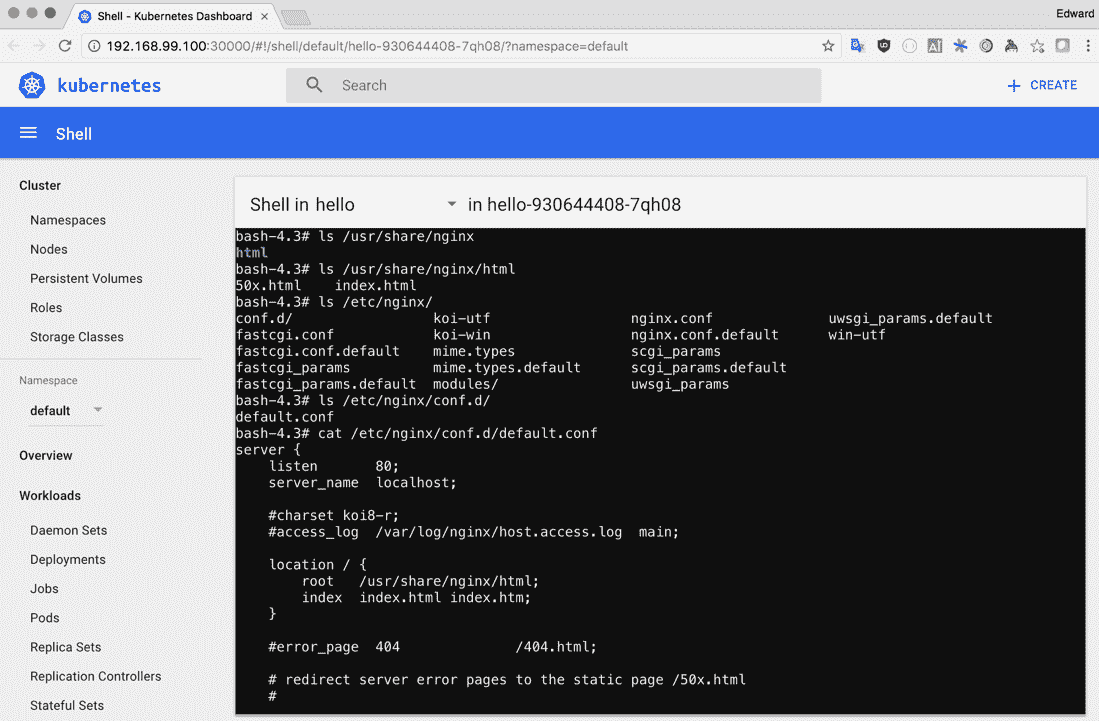 Shell - Kubernetes Dashboard
Edward
192.168.99.100:30000/#!/shell/default/hello-930644408-7qh08/?namespace=default
kubernetes
Search
+ CREATE
Shell
Cluster
Namespaces
Nodes
Persistent Volumes
Roles
Storage Classes
Namespace
default
Overview
Workloads
Daemon Sets
Deployments
Jobs
Pods
Replica Sets
Replication Controllers
Stateful Sets
Shell in hello in hello-930644408-7qh08
bash-4.3# ls /usr/share/nginx
html
bash-4.3# ls /usr/share/nginx/html
50x.html    index.html
bash-4.3# ls /etc/nginx/
conf.d/                 koi-utf                 nginx.conf              uwsgi_params.default
fastcgi.conf            koi-win                 nginx.conf.default      win-utf
fastcgi.conf.default    mime.types              scgi_params
fastcgi_params          mime.types.default      scgi_params.default
fastcgi_params.default  modules/                uwsgi_params
bash-4.3# ls /etc/nginx/conf.d/
default.conf
bash-4.3# cat /etc/nginx/conf.d/default.conf
server {
    listen       80;
    server_name  localhost;
    #charset koi8-r;
    #access_log  /var/log/nginx/host.access.log  main;
    location / {
        root   /usr/share/nginx/html;
        index  index.html index.htm;
    }
    #error_page  404              /404.html;
    # redirect server error pages to the static page /50x.html
    #